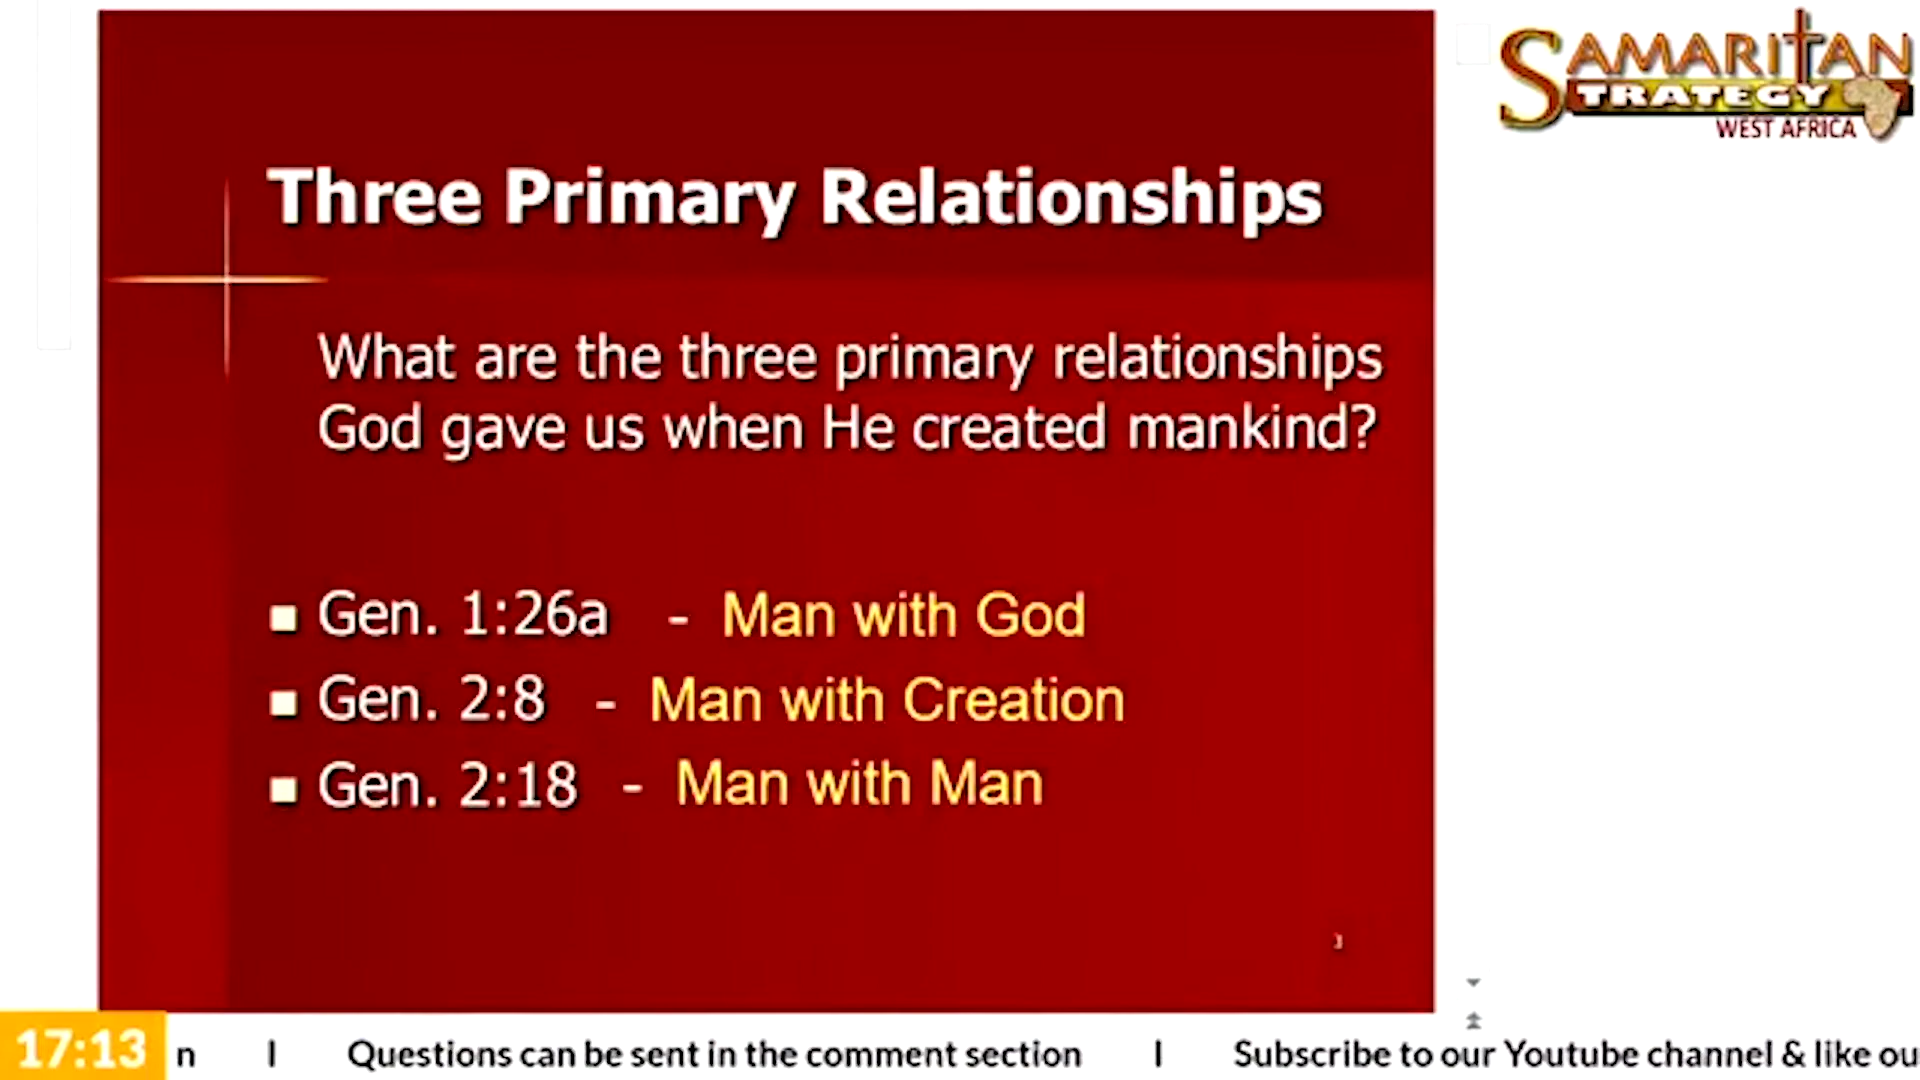 SAMARITAN
STRATEGY
WEST AFRICA
Three Primary Relationships
What are the three primary relationships
God gave us when He created mankind?
Gen. 1:26a - Man with God
Gen. 2:8 - Man with Creation
Gen. 2:18 - Man with Man
17:13 n | Questions can be sent in the comment section | Subscribe to our Youtube channel & like ou